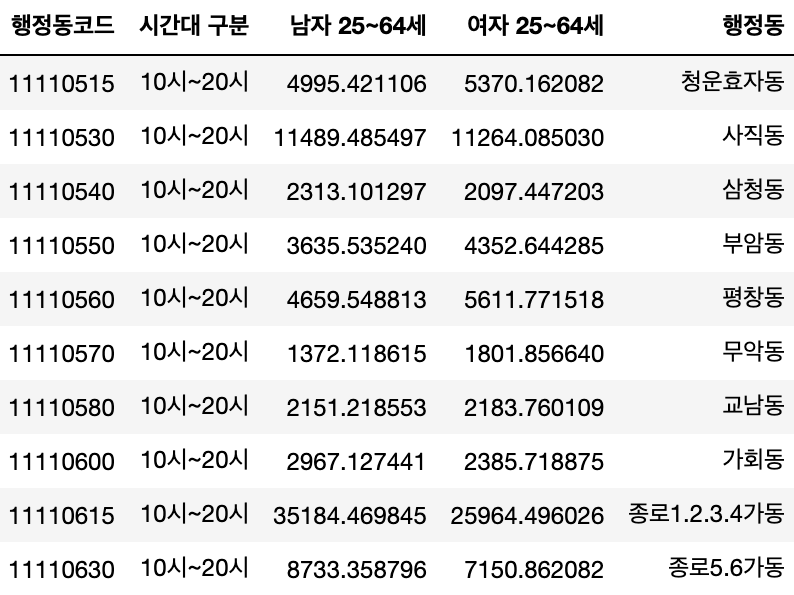 행정동코드 시간대 구분 남자 25~64세 여자 25~64세 행정동
11110515 10시~20시 4995.421106 5370.162082 청운효자동
11110530 10시~20시 11489.485497 11264.085030 사직동
11110540 10시~20시 2313.101297 2097.447203 삼청동
11110550 10시~20시 3635.535240 4352.644285 부암동
11110560 10시~20시 4659.548813 5611.771518 평창동
11110570 10시~20시 1372.118615 1801.856640 무악동
11110580 10시~20시 2151.218553 2183.760109 교남동
11110600 10시~20시 2967.127441 2385.718875 가회동
11110615 10시~20시 35184.469845 25964.496026 종로1.2.3.4가동
11110630 10시~20시 8733.358796 7150.862082 종로5.6가동